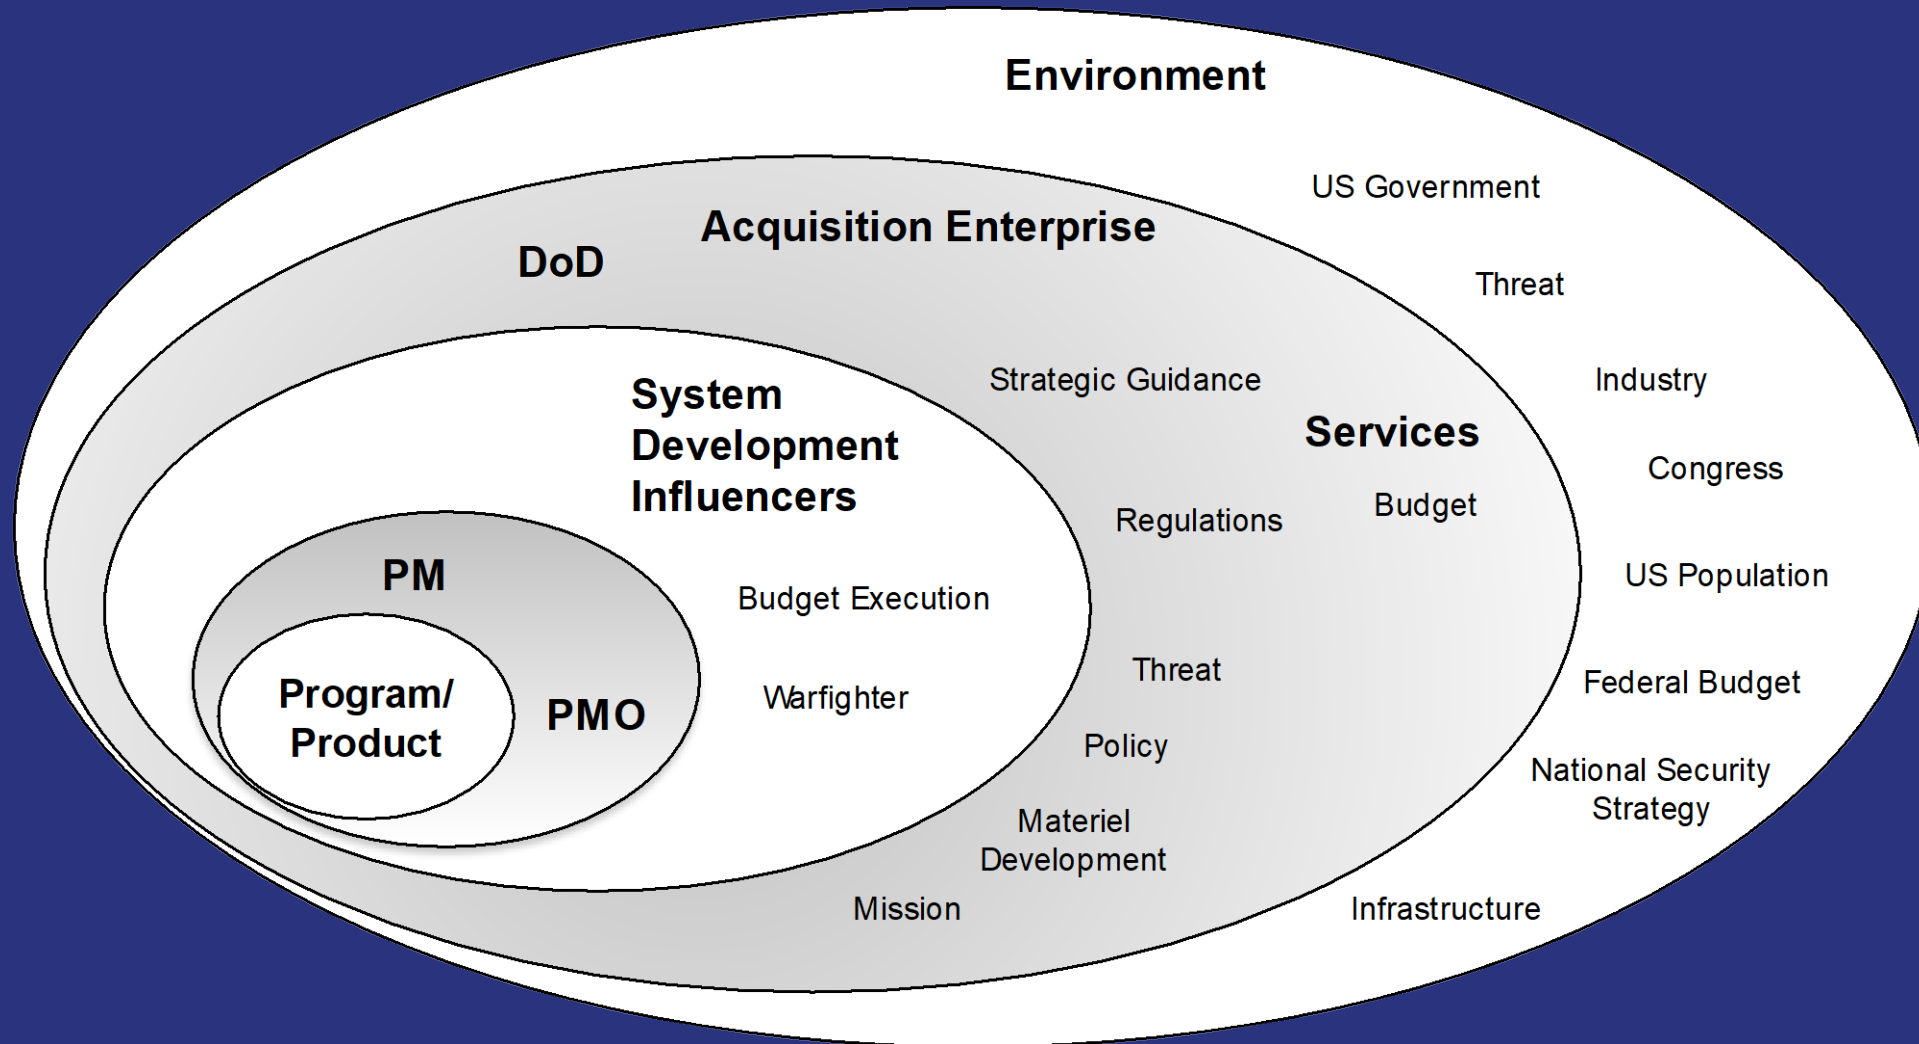 Environment
US Government
Acquisition Enterprise
DoD
Threat
Strategic Guidance
Industry
System
Development
Influencers
Services
Congress
Budget
Regulations
PM
US Population
Budget Execution
Threat
Federal Budget
Warfighter
Program/
Product
PMO
Policy
National Security
Strategy
Materiel
Development
Mission
Infrastructure